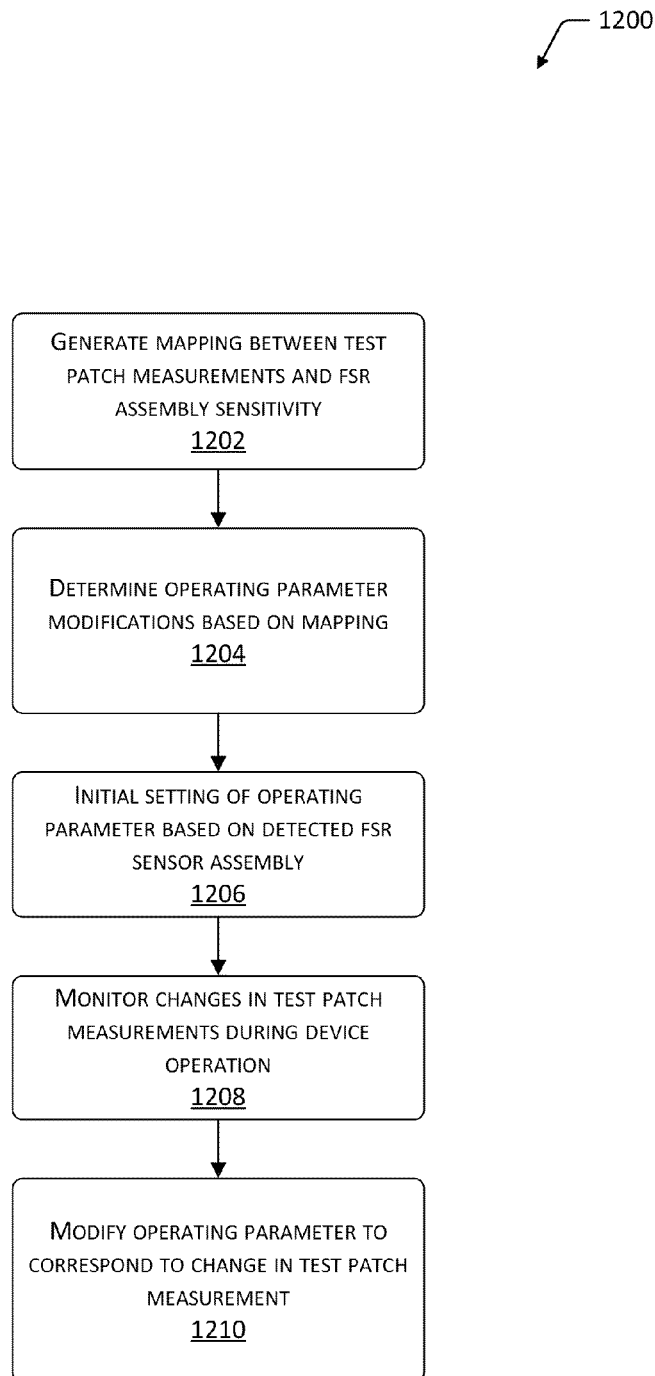 1200
GENERATE MAPPING BETWEEN TEST
PATCH MEASUREMENTS AND FSR
ASSEMBLY SENSITIVITY
1202
DETERMINE OPERATING PARAMETER
MODIFICATIONS BASED ON MAPPING
1204
INITIAL SETTING OF OPERATING
PARAMETER BASED ON DETECTED FSR
SENSOR ASSEMBLY
1206
MONITOR CHANGES IN TEST PATCH
MEASUREMENTS DURING DEVICE
OPERATION
1208
MODIFY OPERATING PARAMETER TO
CORRESPOND TO CHANGE IN TEST PATCH
MEASUREMENT
1210